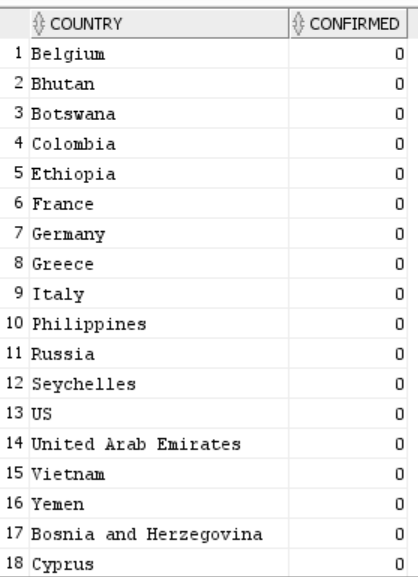 COUNTRY CONFIRMED
1 Belgium 0
2 Bhutan 0
3 Botswana 0
4 Colombia 0
5 Ethiopia 0
6 France 0
7 Germany 0
8 Greece 0
9 Italy 0
10 Philippines 0
11 Russia 0
12 Seychelles 0
13 US 0
14 United Arab Emirates 0
15 Vietnam 0
16 Yemen 0
17 Bosnia and Herzegovina 0
18 Cyprus 0